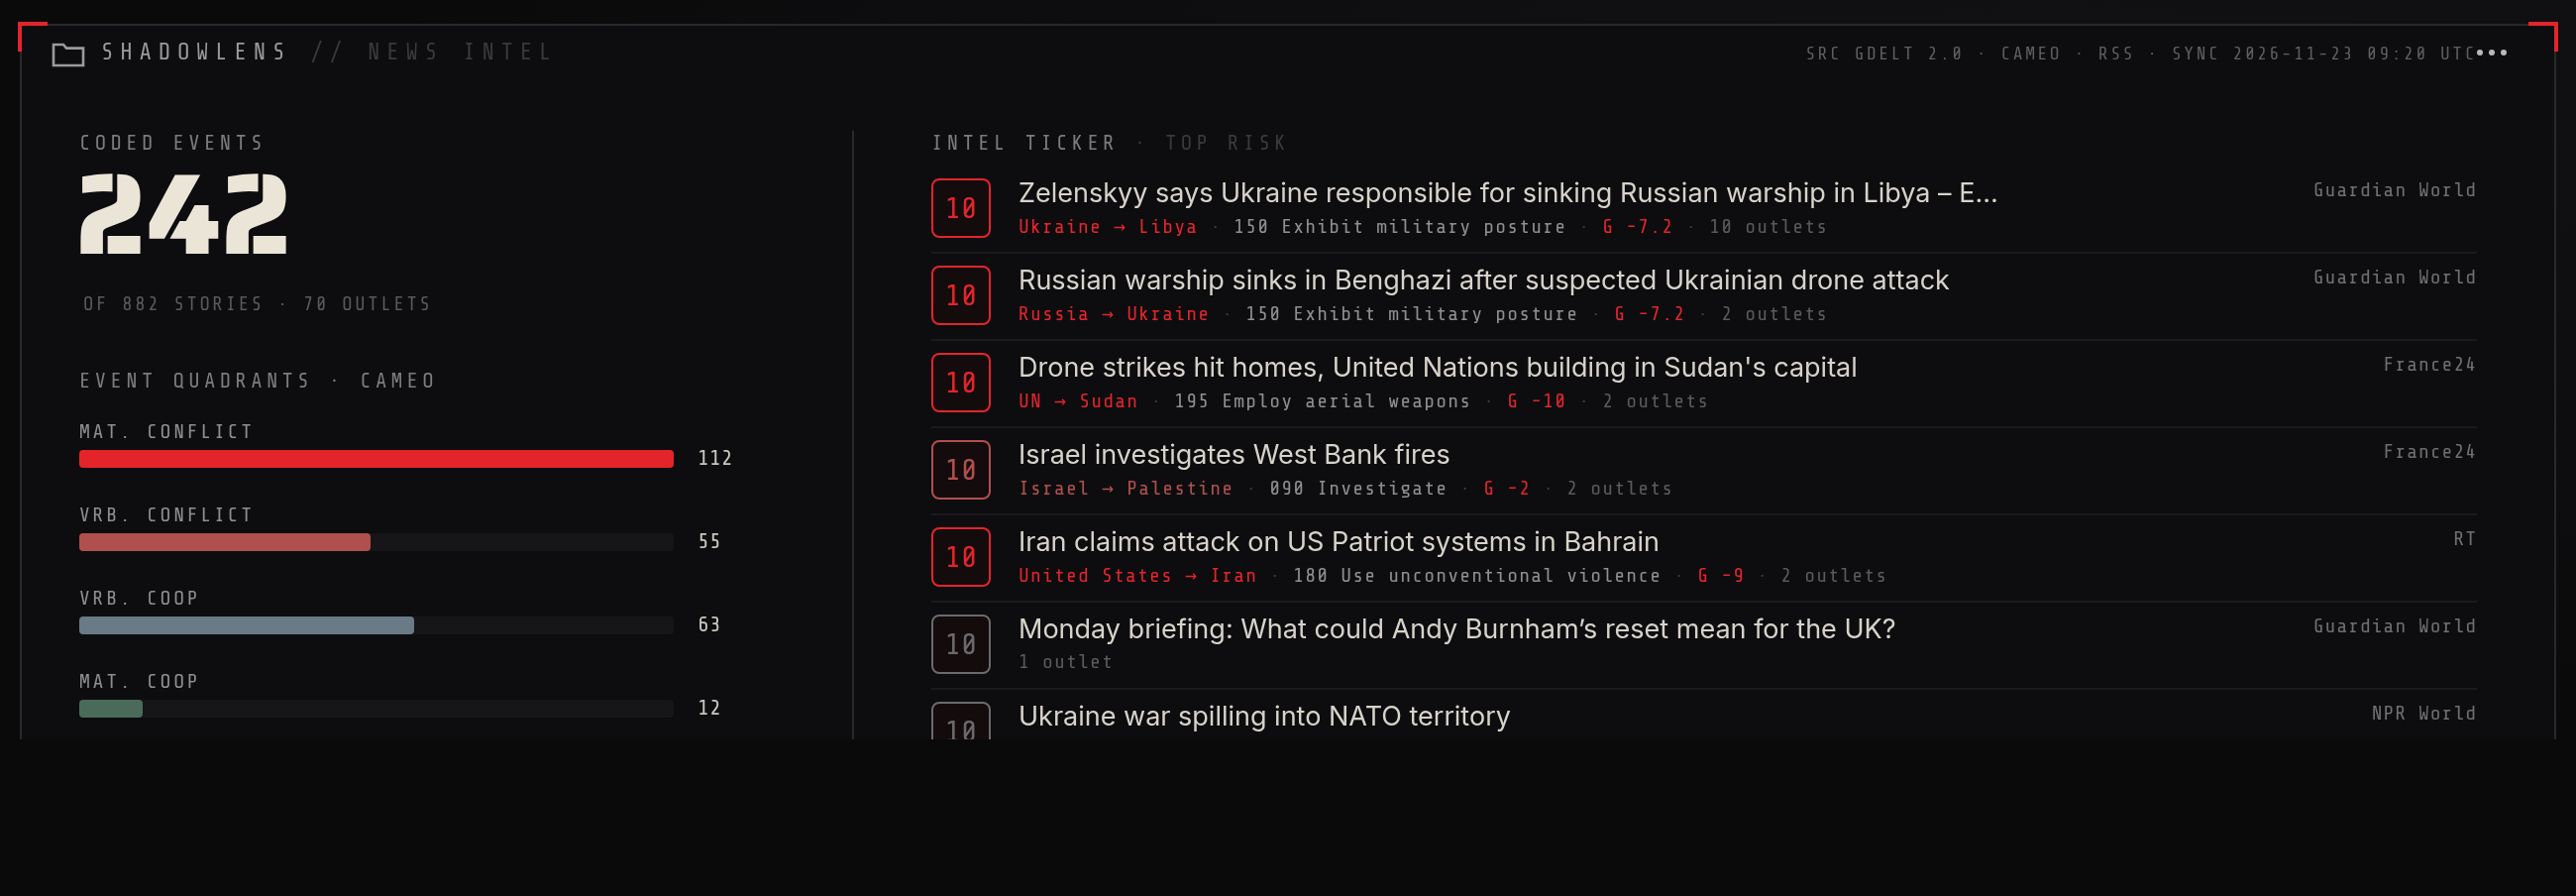 SHADOWLENS // NEWS INTEL
SRC GDELT 2.0 · CAMEO · RSS · SYNC 2026-11-23 09:20 UTC
CODED EVENTS
242
OF 882 STORIES · 70 OUTLETS
EVENT QUADRANTS · CAMEO
MAT. CONFLICT
112
VRB. CONFLICT
55
VRB. COOP
63
MAT. COOP
12
INTEL TICKER · TOP RISK
10
Zelenskyy says Ukraine responsible for sinking Russian warship in Libya – E...
Guardian World
Ukraine → Libya · 150 Exhibit military posture · G -7.2 · 10 outlets
10
Russian warship sinks in Benghazi after suspected Ukrainian drone attack
Guardian World
Russia → Ukraine · 150 Exhibit military posture · G -7.2 · 2 outlets
10
Drone strikes hit homes, United Nations building in Sudan's capital
France24
UN → Sudan · 195 Employ aerial weapons · G -10 · 2 outlets
10
Israel investigates West Bank fires
France24
Israel → Palestine · 090 Investigate · G -2 · 2 outlets
10
Iran claims attack on US Patriot systems in Bahrain
RT
United States → Iran · 180 Use unconventional violence · G -9 · 2 outlets
10
Monday briefing: What could Andy Burnham’s reset mean for the UK?
Guardian World
1 outlet
10
Ukraine war spilling into NATO territory
NPR World